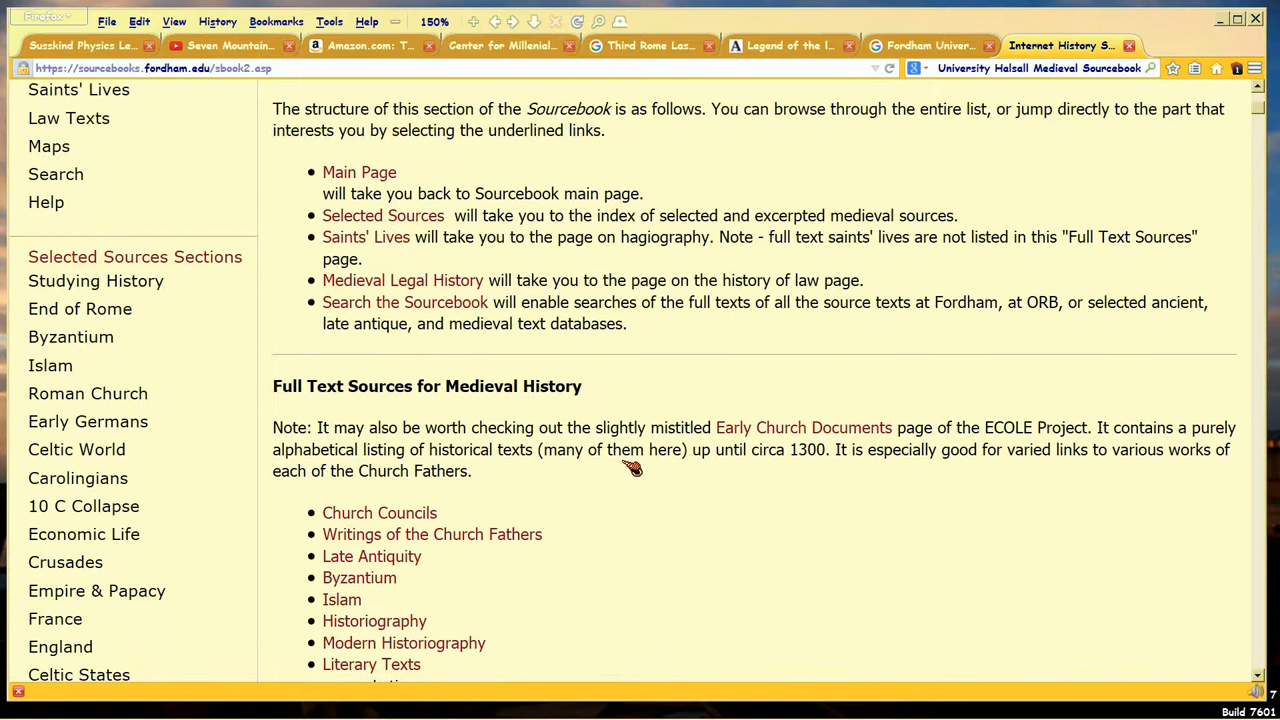 Firefox
File Edit View History Bookmarks Tools Help 150%
Susskind Physics Le... Seven Mountain... Amazon.com: T... Center for Millenial... Third Rome Las... Legend of the l... Fordham Univer... Internet History S...
https://sourcebooks.fordham.edu/sbook2.asp University Halsall Medieval Sourcebook
Saints' Lives
Law Texts
Maps
Search
Help
Selected Sources Sections
Studying History
End of Rome
Byzantium
Islam
Roman Church
Early Germans
Celtic World
Carolingians
10 C Collapse
Economic Life
Crusades
Empire & Papacy
France
England
Celtic States
The structure of this section of the Sourcebook is as follows. You can browse through the entire list, or jump directly to the part that
interests you by selecting the underlined links.
Main Page
will take you back to Sourcebook main page.
Selected Sources will take you to the index of selected and excerpted medieval sources.
Saints' Lives will take you to the page on hagiography. Note - full text saints' lives are not listed in this "Full Text Sources"
page.
Medieval Legal History will take you to the page on the history of law page.
Search the Sourcebook will enable searches of the full texts of all the source texts at Fordham, at ORB, or selected ancient,
late antique, and medieval text databases.
Full Text Sources for Medieval History
Note: It may also be worth checking out the slightly mistitled Early Church Documents page of the ECOLE Project. It contains a purely
alphabetical listing of historical texts (many of them here) up until circa 1300. It is especially good for varied links to various works of
each of the Church Fathers.
Church Councils
Writings of the Church Fathers
Late Antiquity
Byzantium
Islam
Historiography
Modern Historiography
Literary Texts
7
Build 7601